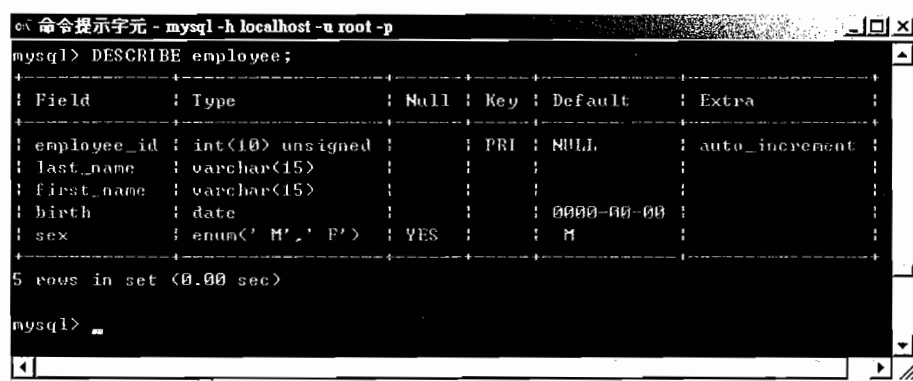 命令提示字元 - mysql -h localhost -u root -p
mysql> DESCRIBE employee;
+-------------+------------------+------+-----+------------+----------------+
| Field | Type | Null | Key | Default | Extra |
+-------------+------------------+------+-----+------------+----------------+
| employee_id | int(10) unsigned | | PRI | NULL | auto_increment |
| last_name | varchar(15) | | | | |
| first_name | varchar(15) | | | | |
| birth | date | | | 0000-00-00 | |
| sex | enum(' M',' F') | YES | | M | |
+-------------+------------------+------+-----+------------+----------------+
5 rows in set (0.00 sec)
mysql> _